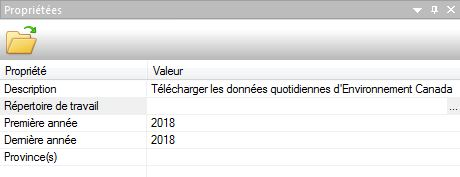 Propriétées
Propriété Valeur
Description Télécharger les données quotidiennes d'Environnement Canada
Répertoire de travail ...
Première année 2018
Dernière année 2018
Province(s)